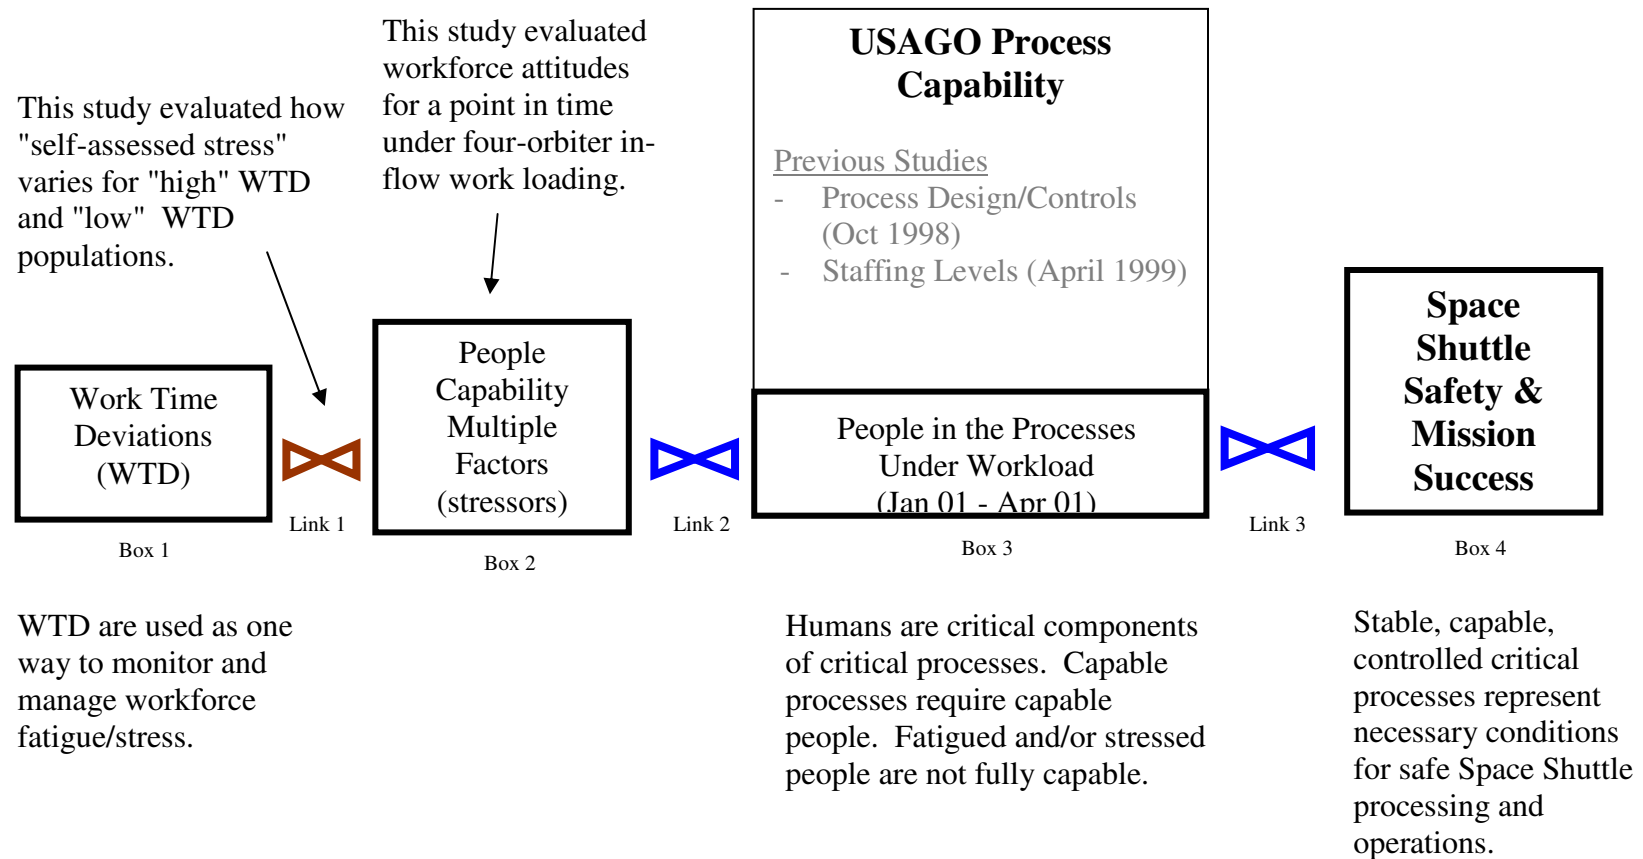 This study evaluated how
"self-assessed stress"
varies for "high" WTD
and "low" WTD
populations.
This study evaluated
workforce attitudes
for a point in time
under four-orbiter in-
flow work loading.
USAGO Process
Capability
Previous Studies
- Process Design/Controls
(Oct 1998)
- Staffing Levels (April 1999)
Work Time
Deviations
(WTD)
Box 1
Link 1
People
Capability
Multiple
Factors
(stressors)
Box 2
Link 2
People in the Processes
Under Workload
(Jan 01 - Apr 01)
Box 3
Link 3
Space
Shuttle
Safety &
Mission
Success
Box 4
WTD are used as one
way to monitor and
manage workforce
fatigue/stress.
Humans are critical components
of critical processes. Capable
processes require capable
people. Fatigued and/or stressed
people are not fully capable.
Stable, capable,
controlled critical
processes represent
necessary conditions
for safe Space Shuttle
processing and
operations.